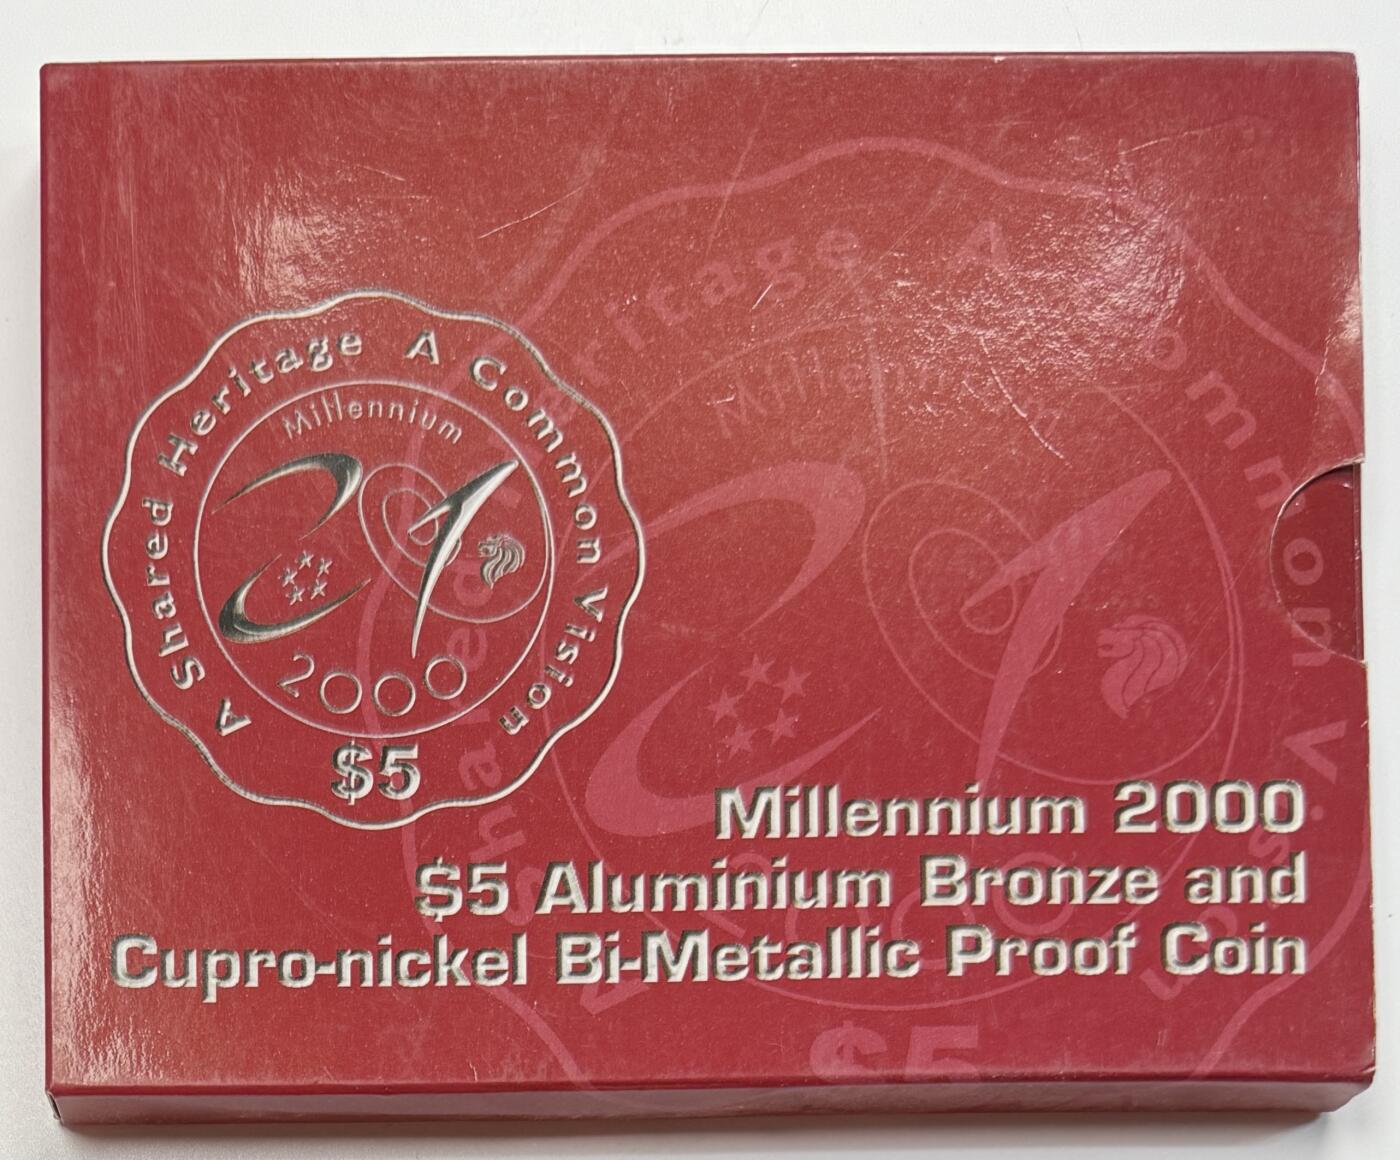 A Shared Heritage A Common Vision
Millennium
21
2000
$5
Millennium 2000
$5 Aluminium Bronze and
Cupro-nickel Bi-Metallic Proof Coin